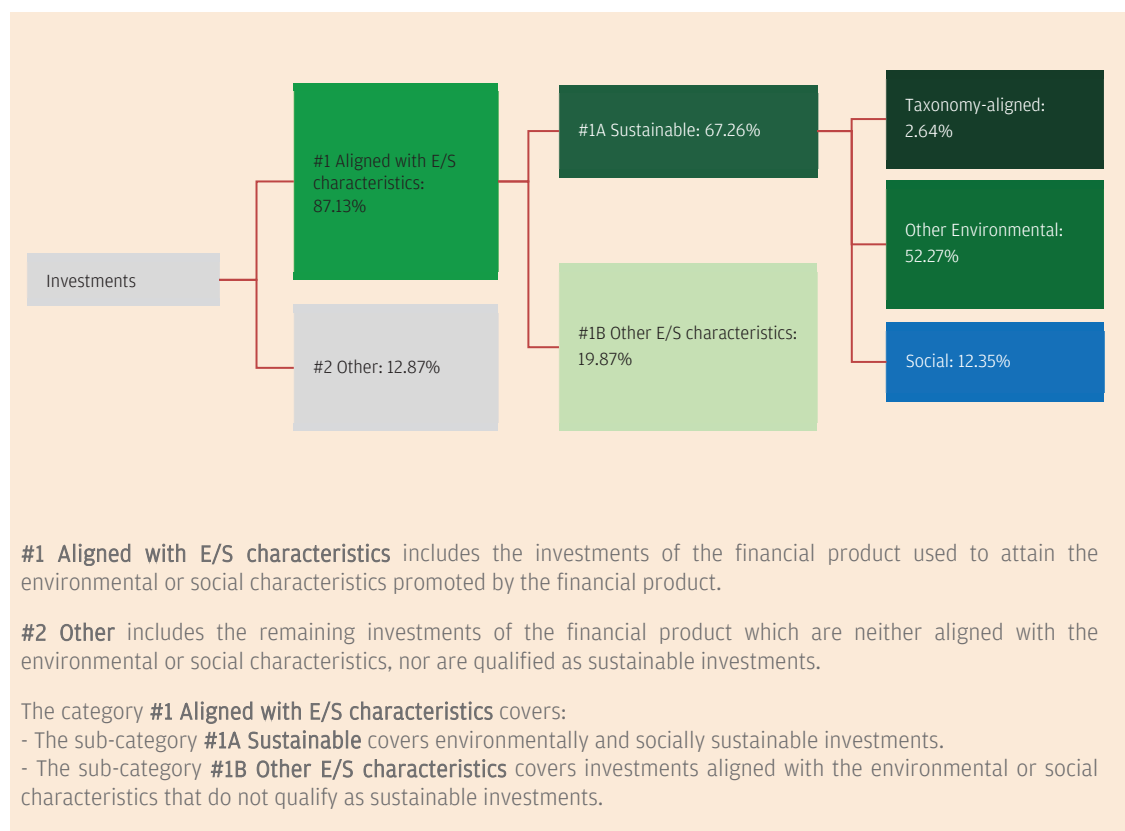 Investments
#1 Aligned with E/S
characteristics:
87.13%
#2 Other: 12.87%
#1A Sustainable: 67.26%
#1B Other E/S characteristics:
19.87%
Taxonomy-aligned:
2.64%
Other Environmental:
52.27%
Social: 12.35%
#1 Aligned with E/S characteristics includes the investments of the financial product used to attain the
environmental or social characteristics promoted by the financial product.
#2 Other includes the remaining investments of the financial product which are neither aligned with the
environmental or social characteristics, nor are qualified as sustainable investments.
The category #1 Aligned with E/S characteristics covers:
- The sub-category #1A Sustainable covers environmentally and socially sustainable investments.
- The sub-category #1B Other E/S characteristics covers investments aligned with the environmental or social
characteristics that do not qualify as sustainable investments.